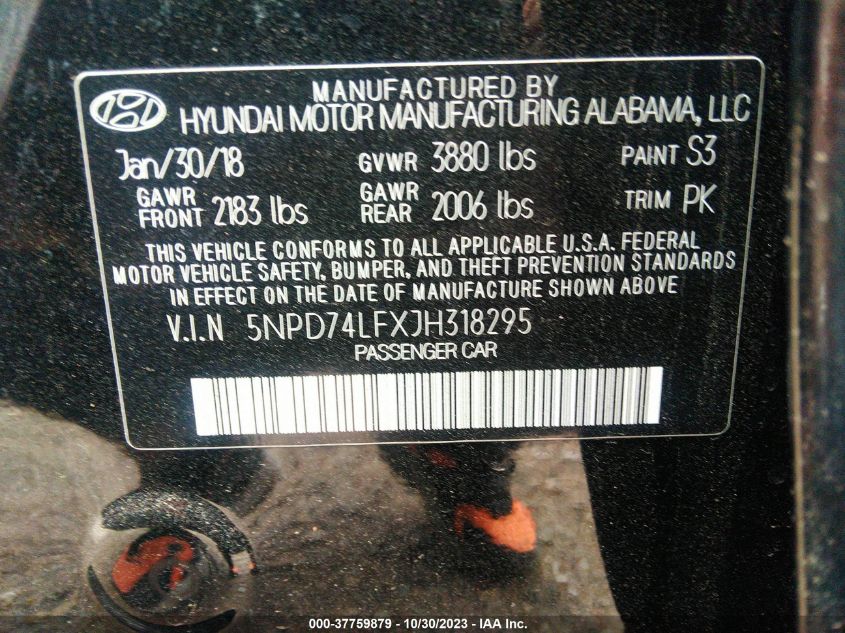 MANUFACTURED BY
HYUNDAI MOTOR MANUFACTURING ALABAMA, LLC
Jan/30/18 GVWR 3880 lbs PAINT S3
GAWR FRONT 2183 lbs GAWR REAR 2006 lbs TRIM PK
THIS VEHICLE CONFORMS TO ALL APPLICABLE U.S.A. FEDERAL
MOTOR VEHICLE SAFETY, BUMPER, AND THEFT PREVENTION STANDARDS
IN EFFECT ON THE DATE OF MANUFACTURE SHOWN ABOVE
V.I.N 5NPD74LFXJH318295
PASSENGER CAR
000-37759879 - 10/30/2023 - IAA Inc.